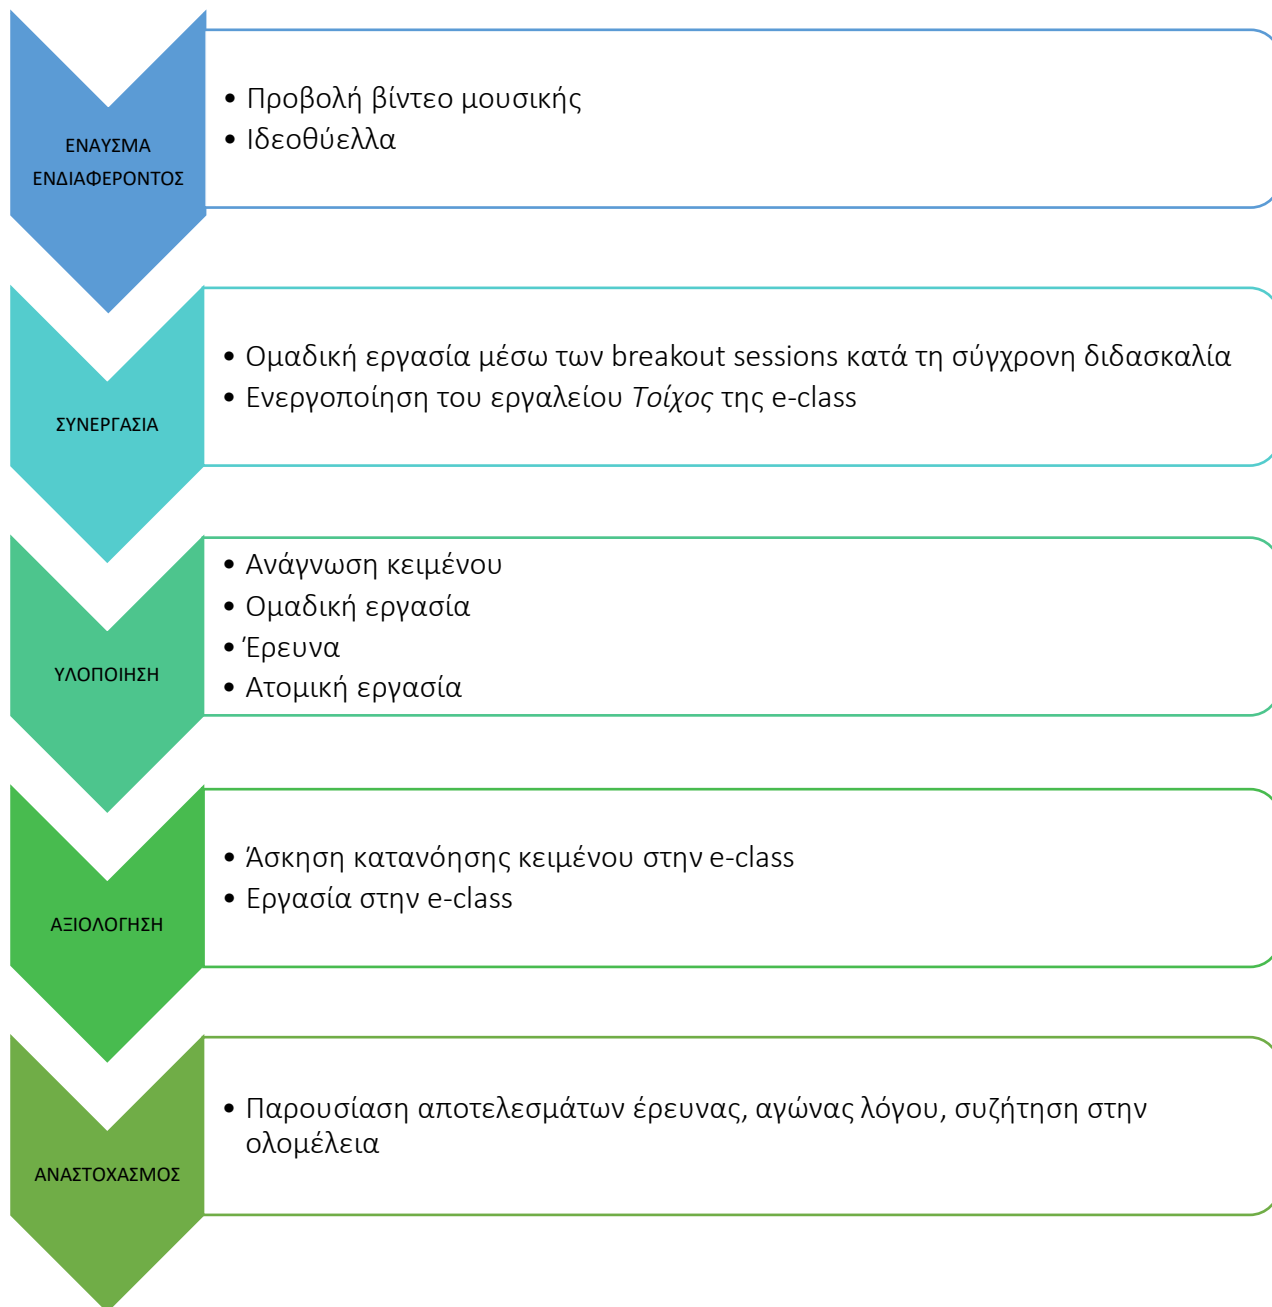 ΕΝΑΥΣΜΑ
ΕΝΔΙΑΦΕΡΟΝΤΟΣ
• Προβολή βίντεο μουσικής
• Ιδεοθύελλα
ΣΥΝΕΡΓΑΣΙΑ
• Ομαδική εργασία μέσω των breakout sessions κατά τη σύγχρονη διδασκαλία
• Ενεργοποίηση του εργαλείου Τοίχος της e-class
ΥΛΟΠΟΙΗΣΗ
• Ανάγνωση κειμένου
• Ομαδική εργασία
• Έρευνα
• Ατομική εργασία
ΑΞΙΟΛΟΓΗΣΗ
• Άσκηση κατανόησης κειμένου στην e-class
• Εργασία στην e-class
ΑΝΑΣΤΟΧΑΣΜΟΣ
• Παρουσίαση αποτελεσμάτων έρευνας, αγώνας λόγου, συζήτηση στην
ολομέλεια